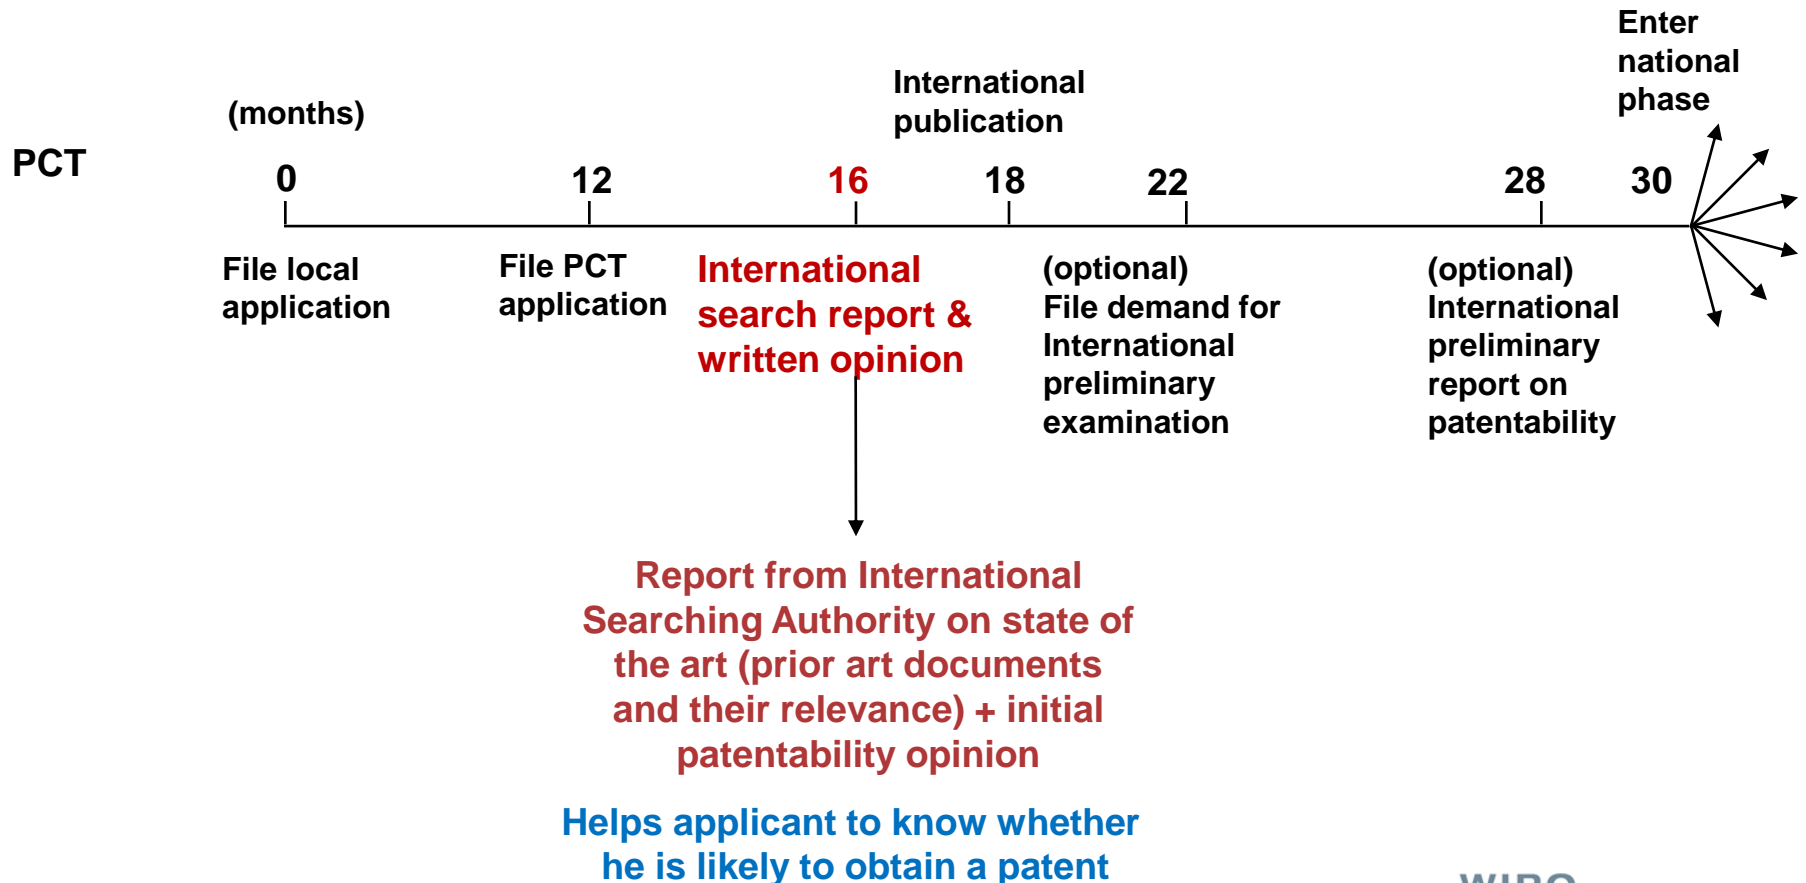 PCT
(months)
International
publication
Enter
national
phase
0
12
16
18
22
28
30
File local
application
File PCT
application
International
search report &
written opinion
(optional)
File demand for
International
preliminary
examination
(optional)
International
preliminary
report on
patentability
Report from International
Searching Authority on state of
the art (prior art documents
and their relevance) + initial
patentability opinion
Helps applicant to know whether
he is likely to obtain a patent
WIPO